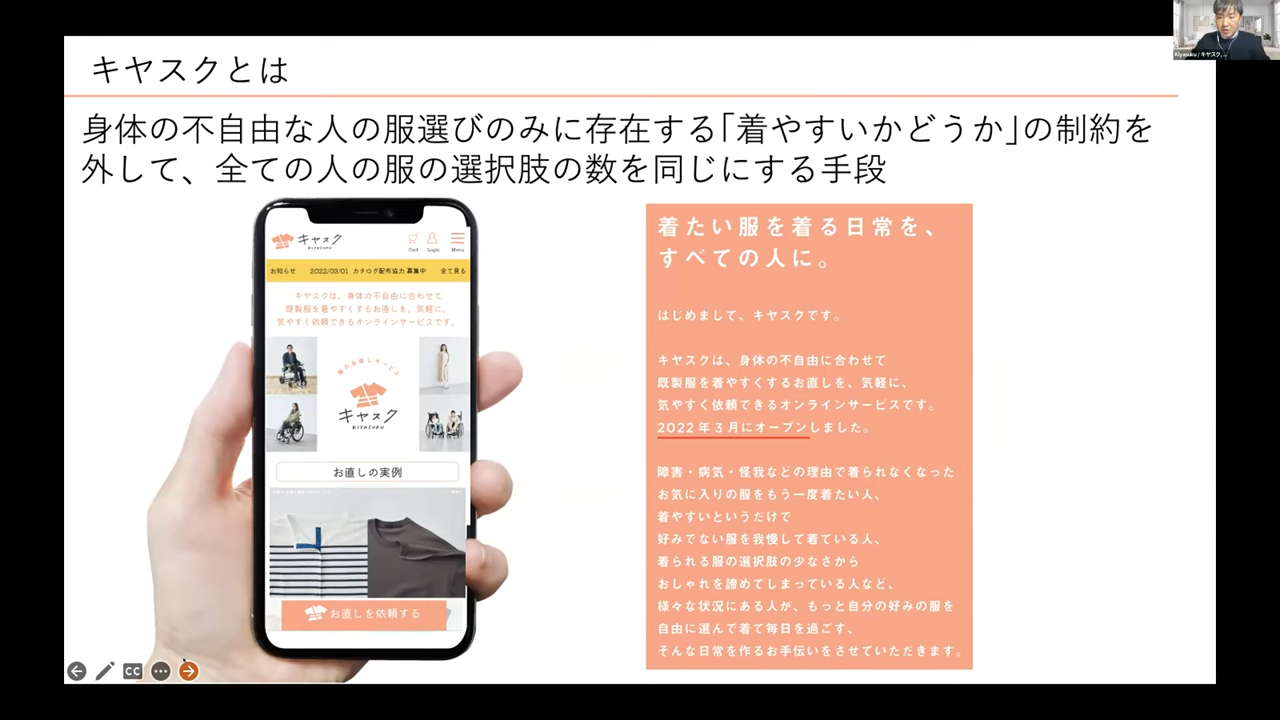 キヤスクとは
身体の不自由な人の服選びのみに存在する｢着やすいかどうか｣の制約を
外して、全ての人の服の選択肢の数を同じにする手段
キヤスク
KIYASUKU
Cart
Login
Menu
お知らせ 2022/03/01 カタログ配布協力 募集中 全て見る
キヤスクは、身体の不自由に合わせて
既製服を着やすくするお直しを、気軽に、
気やすく依頼できるオンラインサービスです。
服のお直しサービス
キヤスク
KIYASUKU
お直しの実例
お直しを依頼する
着たい服を着る日常を、
すべての人に。
はじめまして、キヤスクです。
キヤスクは、身体の不自由に合わせて
既製服を着やすくするお直しを、気軽に、
気やすく依頼できるオンラインサービスです。
2022年3月にオープンしました。
障害・病気・怪我などの理由で着られなくなった
お気に入りの服をもう一度着たい人、
着やすいというだけで
好みでない服を我慢して着ている人、
着られる服の選択肢の少なさから
おしゃれを諦めてしまっている人など、
様々な状況にある人が、もっと自分の好みの服を
自由に選んで着て毎日を過ごす、
そんな日常を作るお手伝いをさせていただきます。
CC
Kiyasuku / キヤスク, ...